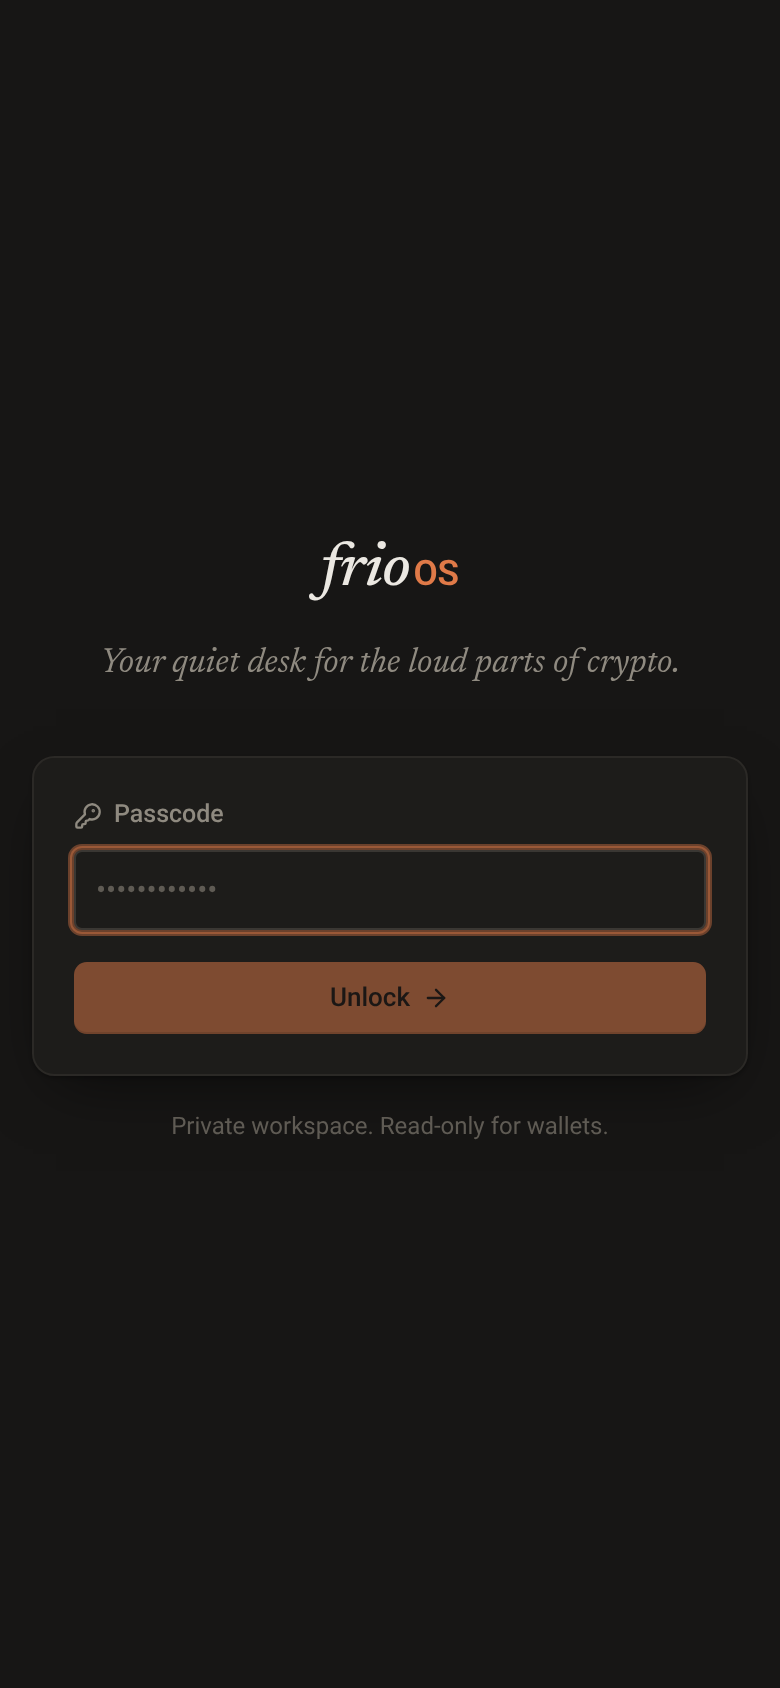 frio os
Your quiet desk for the loud parts of crypto.
Passcode
••••••••••••
Unlock →
Private workspace. Read-only for wallets.